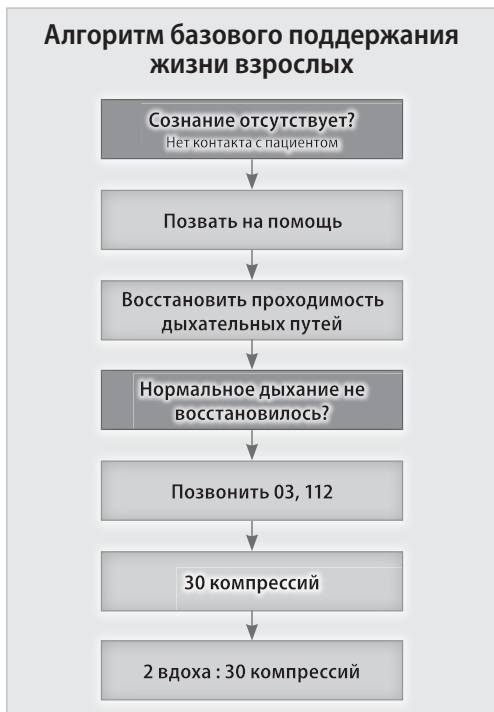 Алгоритм базового поддержания
жизни взрослых
Сознание отсутствует?
Нет контакта с пациентом
Позвать на помощь
Восстановить проходимость
дыхательных путей
Нормальное дыхание не
восстановилось?
Позвонить 03, 112
30 компрессий
2 вдоха : 30 компрессий